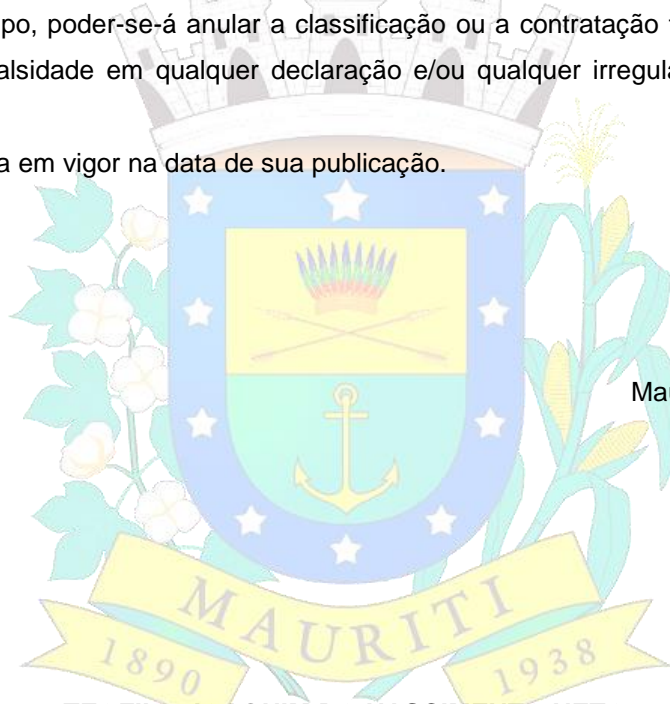 po, poder-se-á anular a classificação ou a contratação
alsidade em qualquer declaração e/ou qualquer
a em vigor na data de sua publicação.
MAURITI
1890
1938